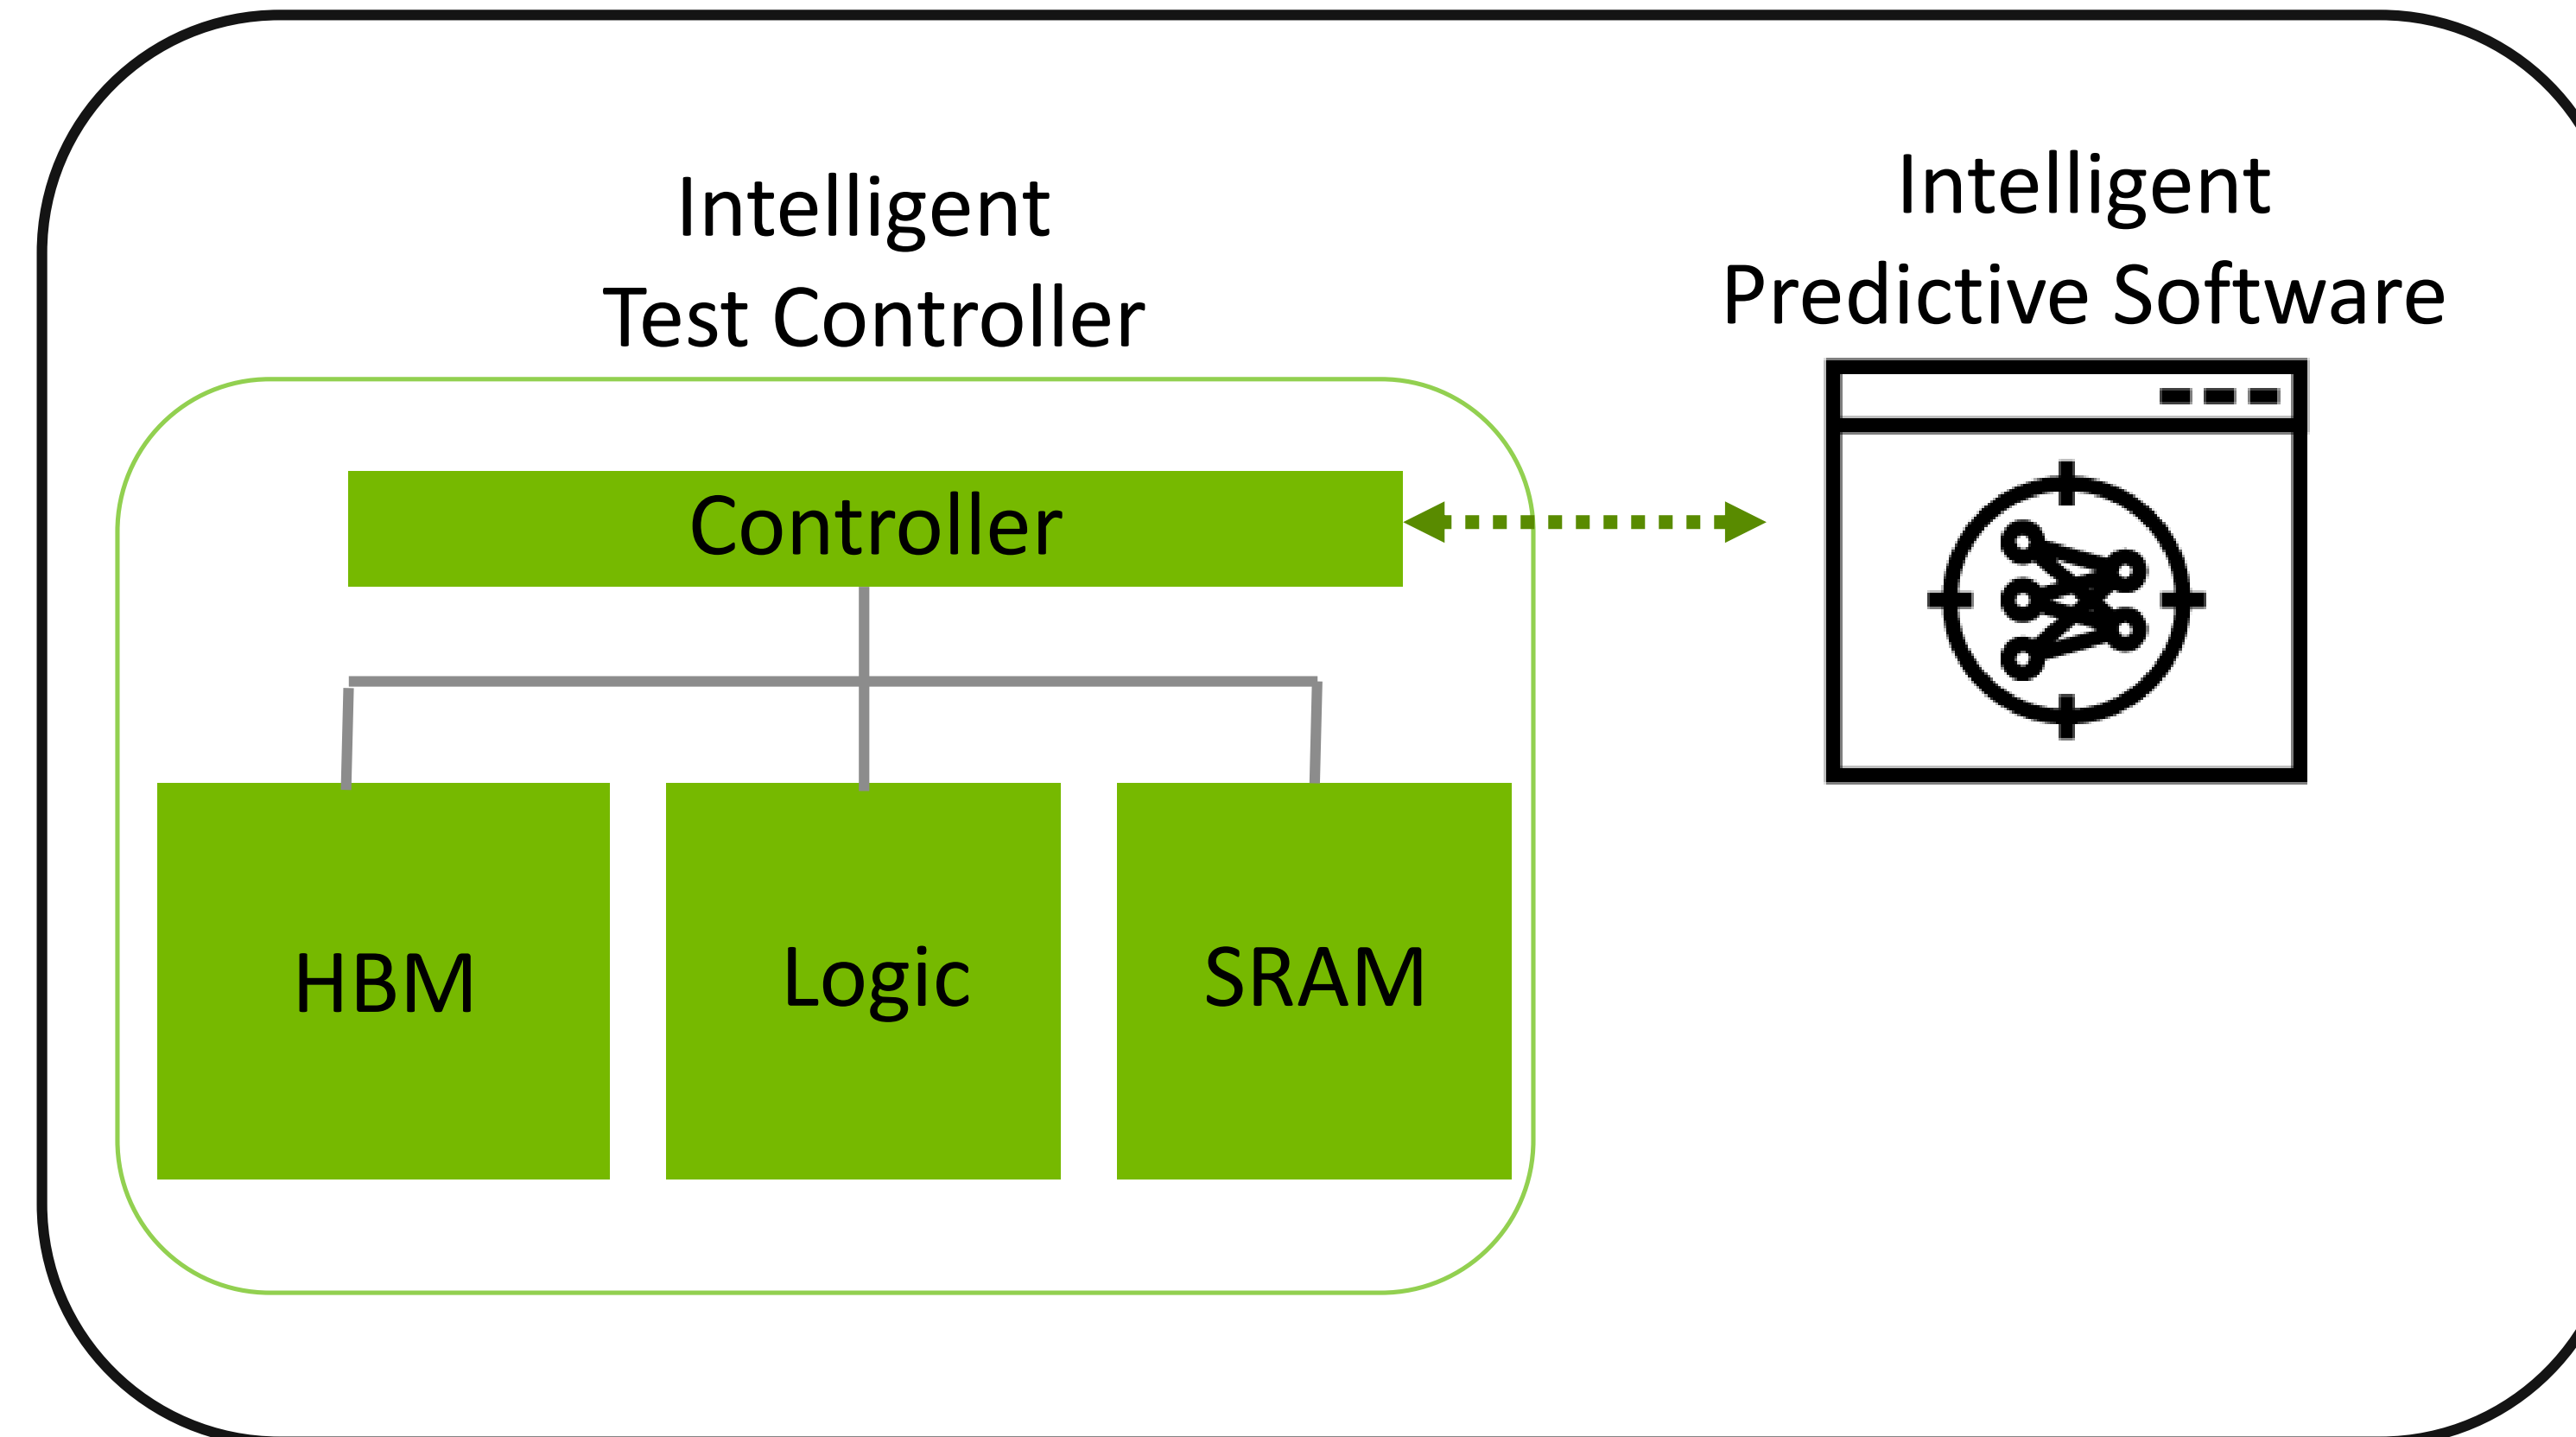 Intelligent
Test Controller
Intelligent
Predictive Software
Controller
HBM
Logic
SRAM